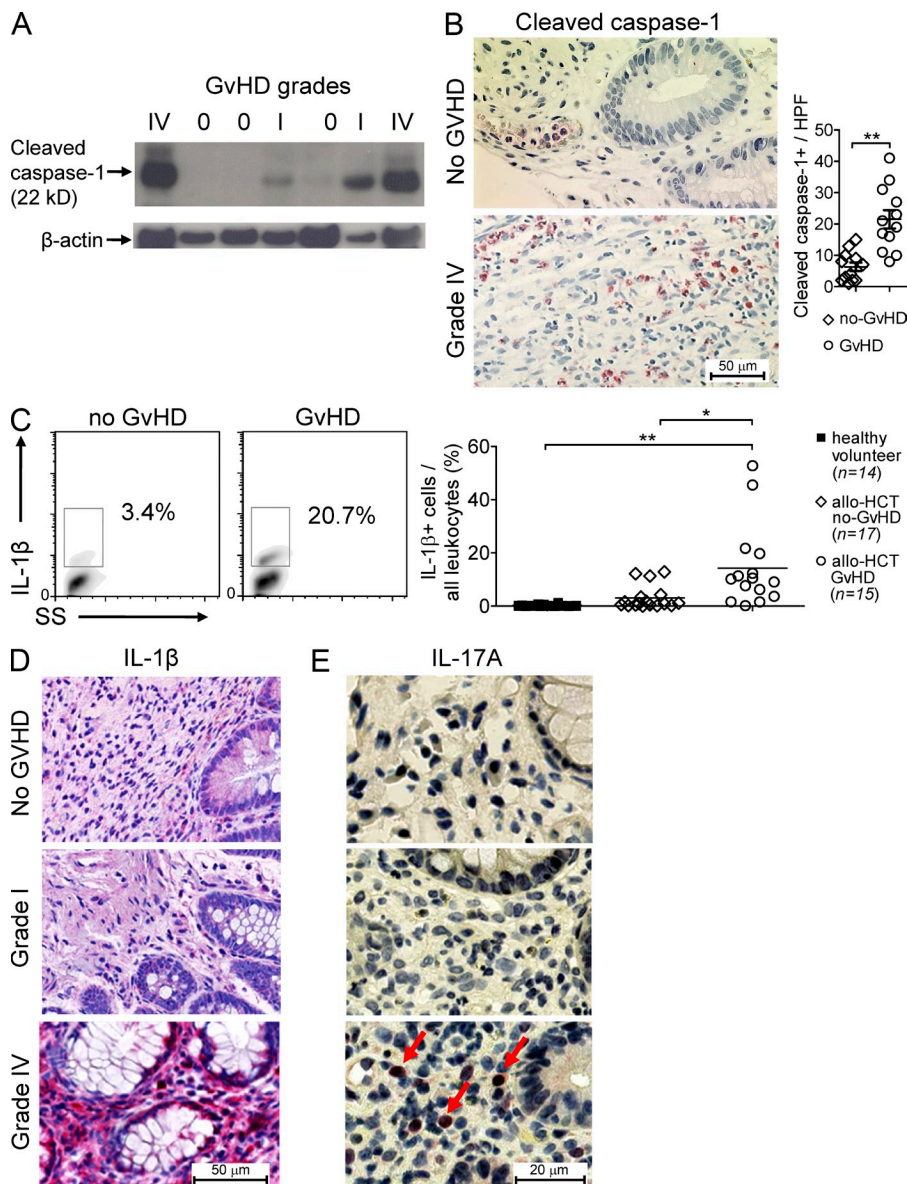 A
GvHD grades
IV 0 0 I 0 I IV
Cleaved
caspase-1
(22 kD)
β-actin
B
Cleaved caspase-1
No GVHD
Grade IV
50 μm
Cleaved caspase-1+ / HPF
50
40
30
20
10
0
**
no-GvHD
GvHD
C
no GvHD
GvHD
3.4%
20.7%
IL-1β
0
0
SS
IL-1β+ cells /
all leukocytes (%)
60
40
20
0
**
*
healthy
volunteer
(n=14)
allo-HCT
no-GvHD
(n=17)
allo-HCT
GvHD
(n=15)
D
IL-1β
No GVHD
Grade I
Grade IV
50 μm
E
IL-17A
20 μm